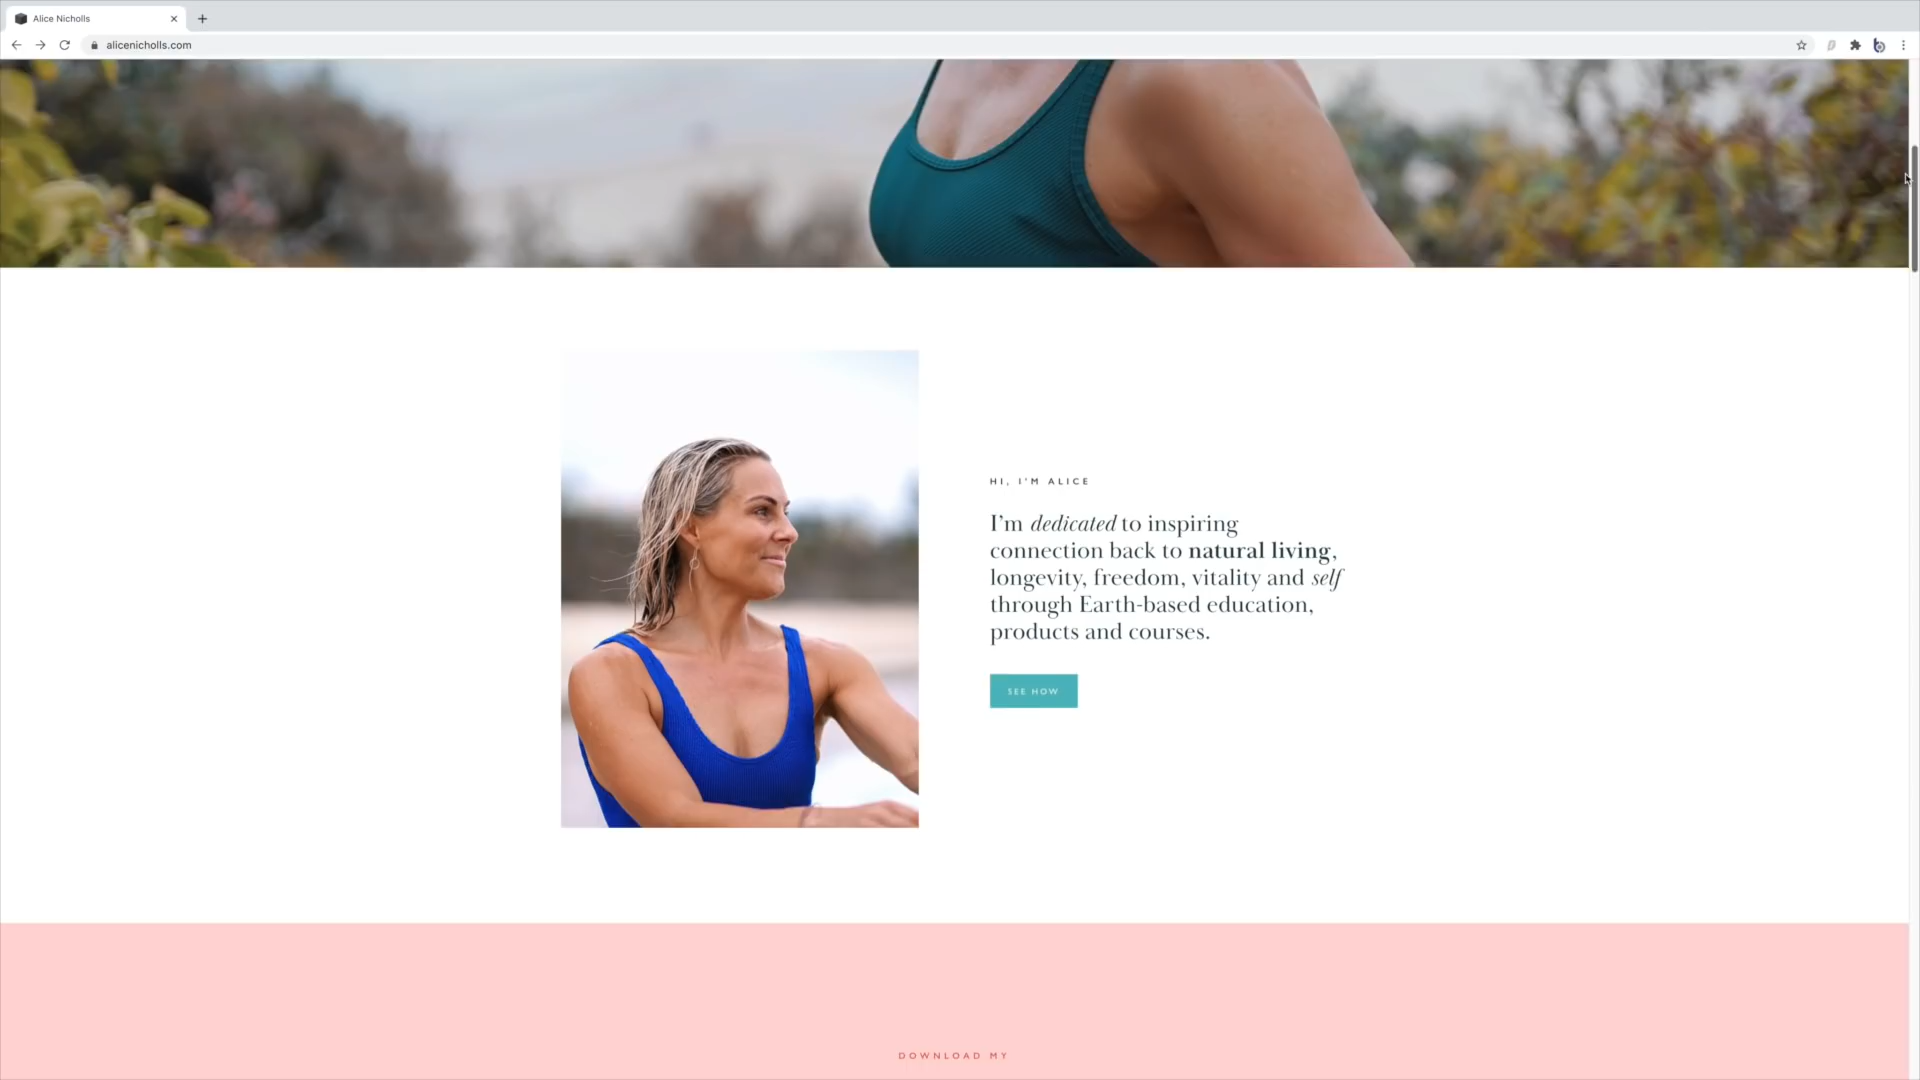 Alice Nicholls
alicenicholls.com
HI, I'M ALICE
I'm dedicated to inspiring
connection back to natural living,
longevity, freedom, vitality and self
through Earth-based education,
products and courses.
SEE NOW
DOWNLOAD MY